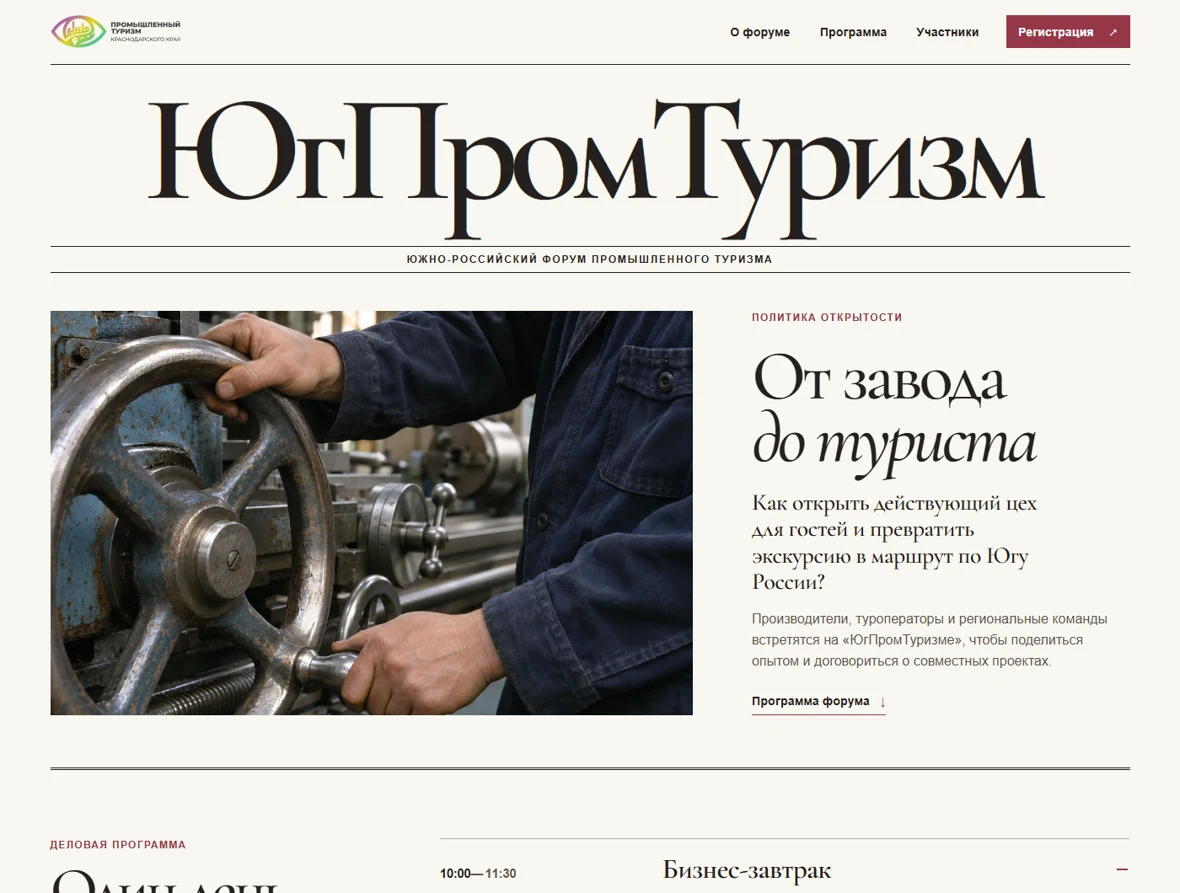 ПРОМЫШЛЕННЫЙ
ТУРИЗМ
КРАСНОДАРСКОГО КРАЯ
О форуме
Программа
Участники
Регистрация ↗
ЮгПромТуризм
ЮЖНО-РОССИЙСКИЙ ФОРУМ ПРОМЫШЛЕННОГО ТУРИЗМА
ПОЛИТИКА ОТКРЫТОСТИ
От завода
до туриста
Как открыть действующий цех
для гостей и превратить
экскурсию в маршрут по Югу
России?
Производители, туроператоры и региональные команды
встретятся на «ЮгПромТуризме», чтобы поделиться
опытом и договориться о совместных проектах.
Программа форума ↓
ДЕЛОВАЯ ПРОГРАММА
Один день
10:00—11:30
Бизнес-завтрак